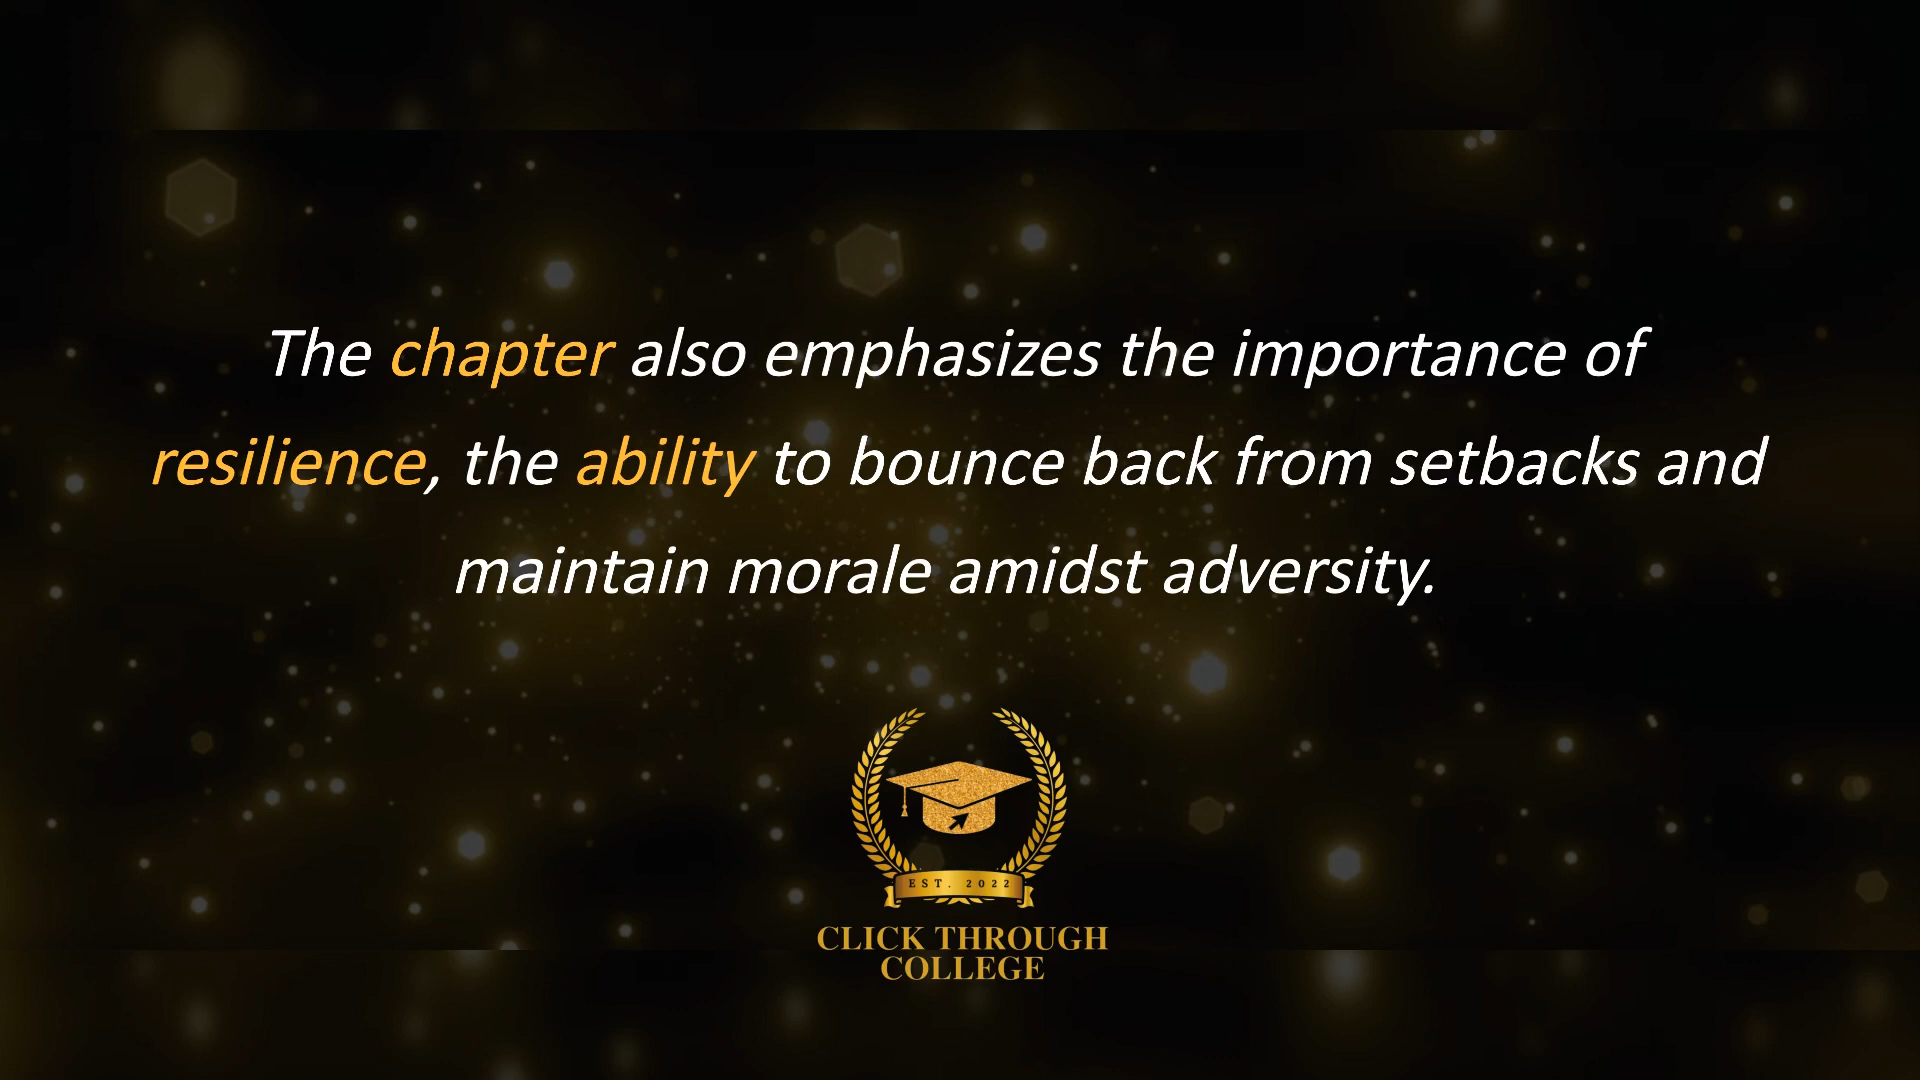 The chapter also emphasizes the importance of
resilience, the ability to bounce back from setbacks and
maintain morale amidst adversity.
EST. 2022
CLICK THROUGH
COLLEGE